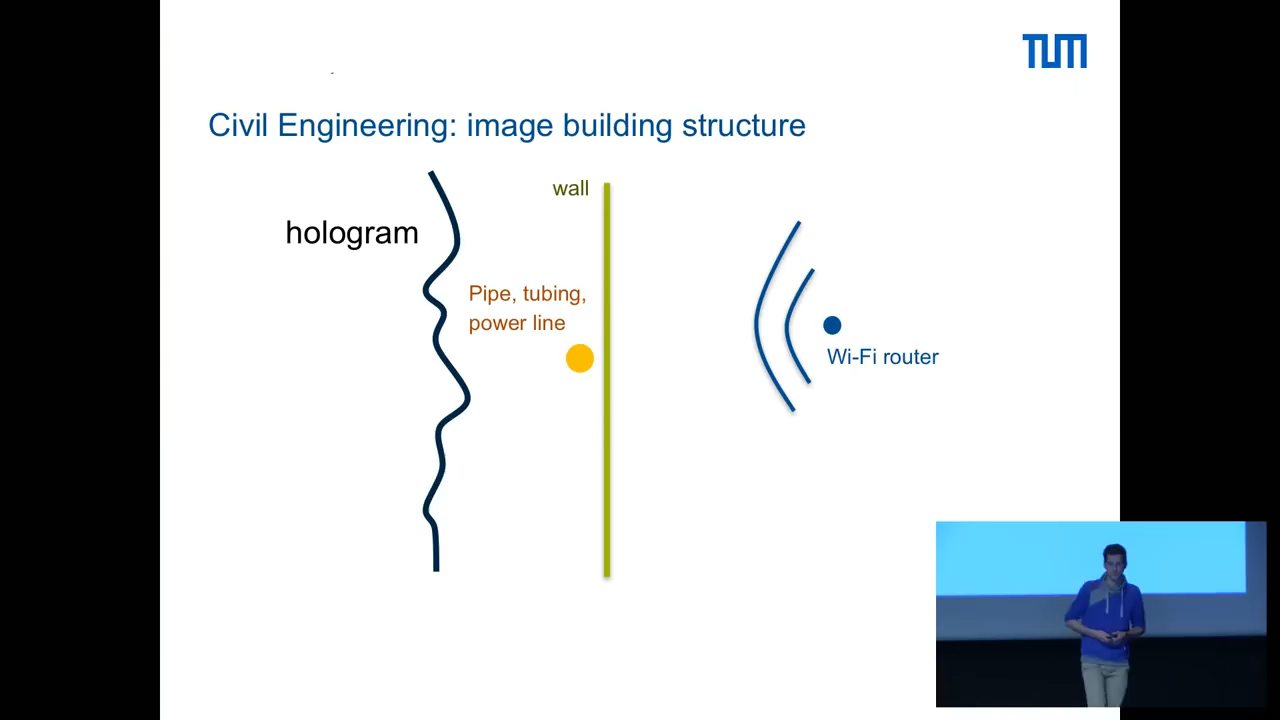 TUM
Civil Engineering: image building structure
wall
hologram
Pipe, tubing,
power line
Wi-Fi router